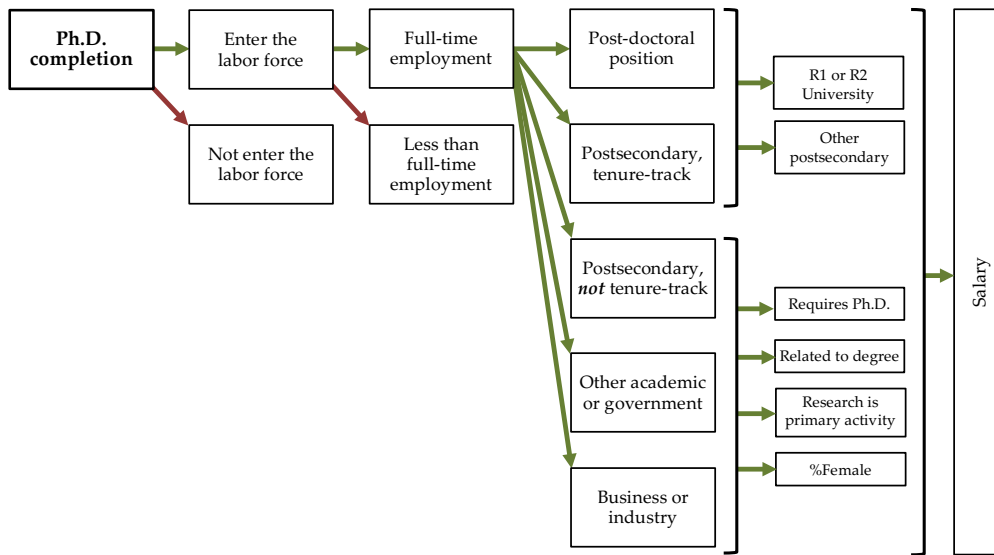 Ph.D.
completion
Enter the
labor force
Full-time
employment
Post-doctoral
position
R1 or R2
University
Not enter the
labor force
Less than
full-time
employment
Postsecondary,
tenure-track
Other
postsecondary
Postsecondary,
not tenure-track
Requires Ph.D.
Related to degree
Other academic
or government
Research is
primary activity
%Female
Business or
industry
Salary